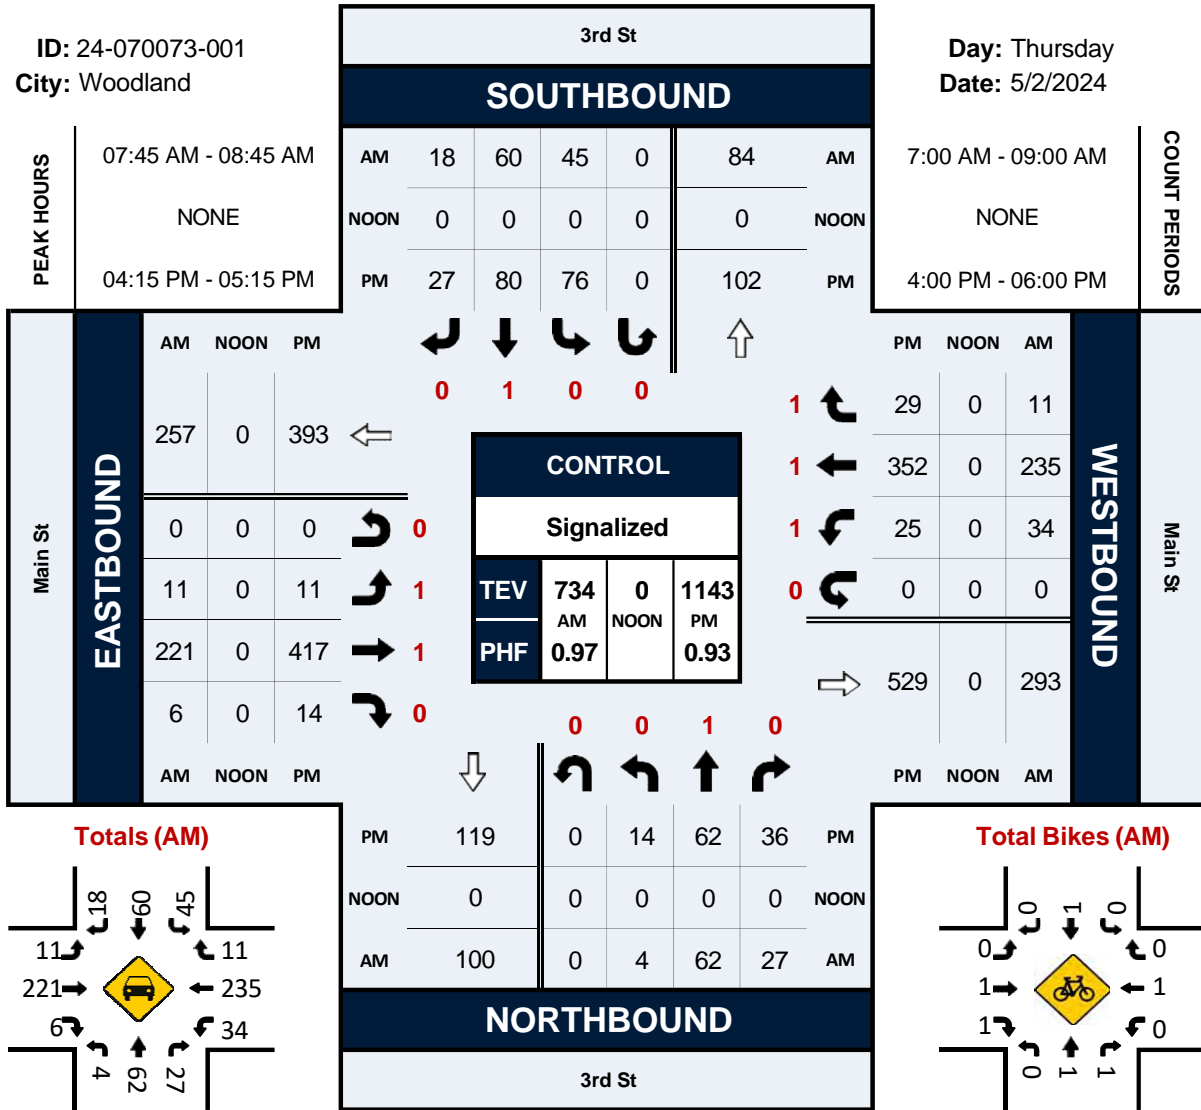 3rd St
ID: 24-070073-001
City: Woodland
Day: Thursday
Date: 5/2/2024
SOUTHBOUND
PEAK HOURS
07:45 AM - 08:45 AM
NONE
04:15 PM - 05:15 PM
AM 18 60 45 0 84 AM
NOON 0 0 0 0 0 NOON
PM 27 80 76 0 102 PM
7:00 AM - 09:00 AM
NONE
4:00 PM - 06:00 PM
COUNT PERIODS
0 1 0 0
Main St
EASTBOUND
AM NOON PM
257 0 393
0 0 0 0
11 0 11 1
221 0 417 1
6 0 14 0
AM NOON PM
CONTROL
Signalized
TEV 734 0 1143
AM NOON PM
PHF 0.97 0.93
PM NOON AM
1 29 0 11
1 352 0 235
1 25 0 34
0 0 0 0
529 0 293
PM NOON AM
WESTBOUND
Main St
0 0 1 0
PM 119 0 14 62 36 PM
NOON 0 0 0 0 0 NOON
AM 100 0 4 62 27 AM
NORTHBOUND
3rd St
Totals (AM)
18 60 45
11 11
221 235
6 34
4 62 27
Total Bikes (AM)
0 1 0
0 0
1 1
1 0
0 1 1